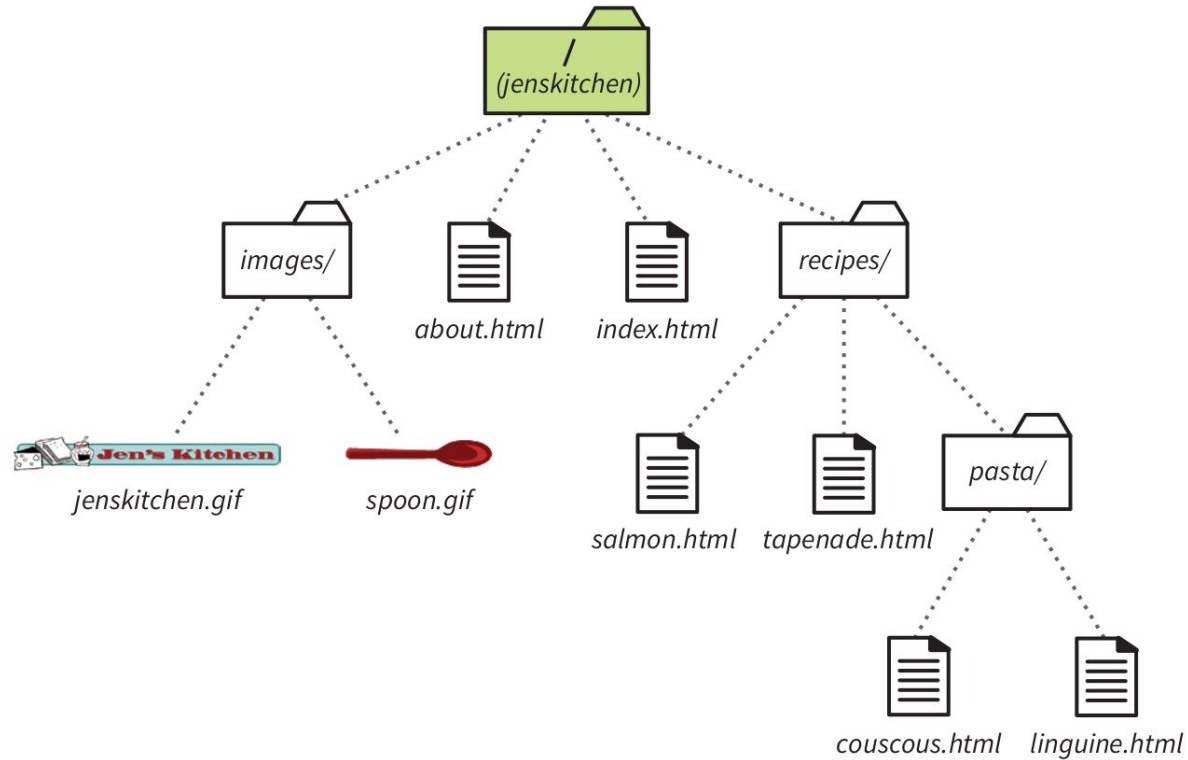 /
(jenskitchen)
images/
about.html
index.html
recipes/
Jen's Kitchen
jenskitchen.gif
spoon.gif
salmon.html
tapenade.html
pasta/
couscous.html
linguine.html